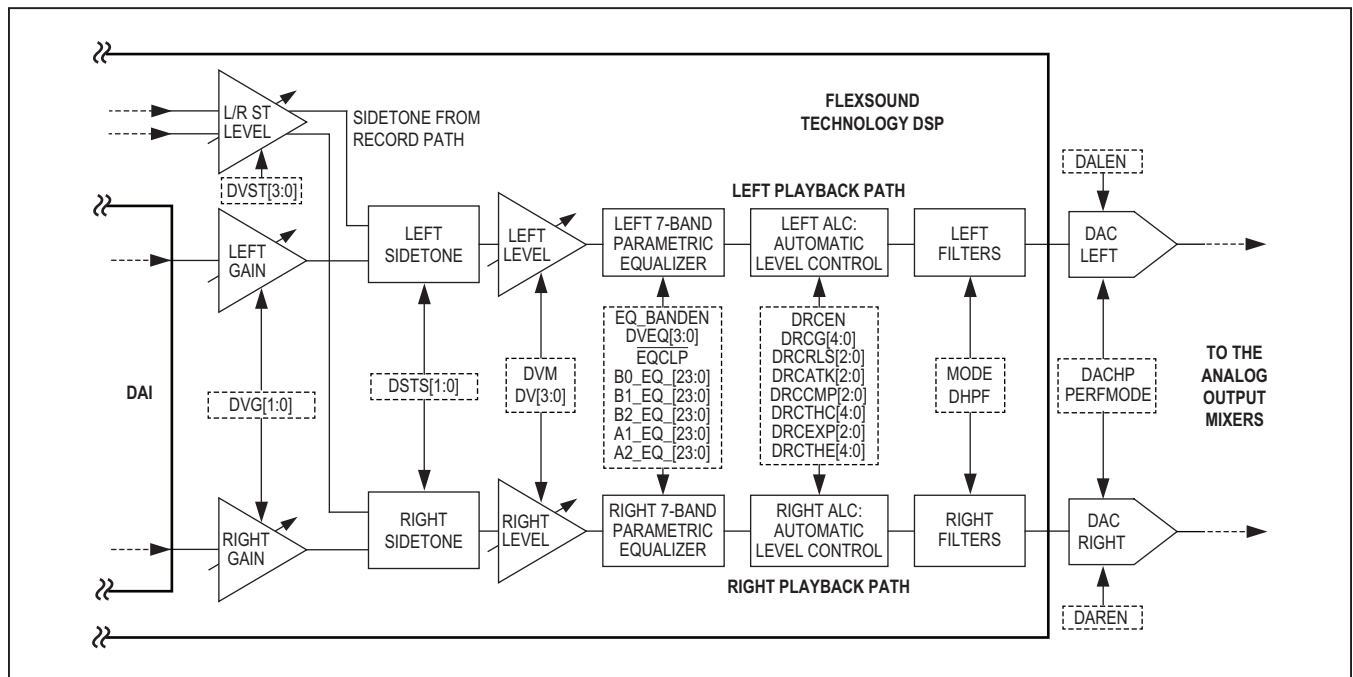 L/R ST
LEVEL
SIDETONE FROM
RECORD PATH
FLEXSOUND
TECHNOLOGY DSP
DVST[3:0]
LEFT PLAYBACK PATH
DALEN
LEFT
GAIN
LEFT
SIDETONE
LEFT
LEVEL
LEFT 7-BAND
PARAMETRIC
EQUALIZER
LEFT ALC:
AUTOMATIC
LEVEL CONTROL
LEFT
FILTERS
DAC
LEFT
DAI
DVG[1:0]
DSTS[1:0]
DVM
DV[3:0]
EQ_BANDEN
DVEQ[3:0]
EQCLP
B0_EQ_[23:0]
B1_EQ_[23:0]
B2_EQ_[23:0]
A1_EQ_[23:0]
A2_EQ_[23:0]
DRCEN
DRCG[4:0]
DRCRLS[2:0]
DRCATK[2:0]
DRCCMP[2:0]
DRCTHC[4:0]
DRCEXP[2:0]
DRCTHE[4:0]
MODE
DHPF
DACHP
PERFMODE
TO THE
ANALOG
OUTPUT
MIXERS
RIGHT
GAIN
RIGHT
SIDETONE
RIGHT
LEVEL
RIGHT 7-BAND
PARAMETRIC
EQUALIZER
RIGHT ALC:
AUTOMATIC
LEVEL CONTROL
RIGHT
FILTERS
DAC
RIGHT
RIGHT PLAYBACK PATH
DAREN